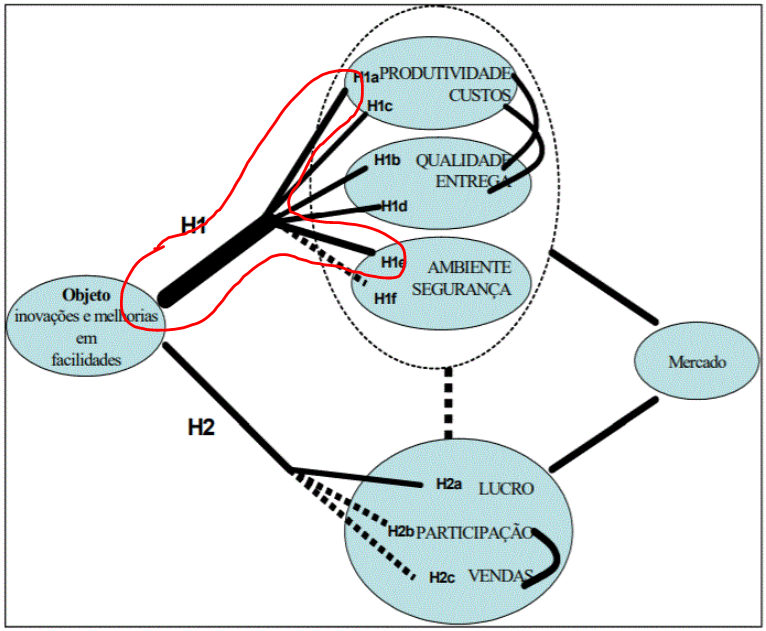 H1a PRODUTIVIDADE
H1c CUSTOS
H1b QUALIDADE
ENTREGA
H1d
H1
H1e AMBIENTE
SEGURANÇA
H1f
Objeto
inovações e melhorias
em
facilidades
Mercado
H2
H2a LUCRO
H2b PARTICIPAÇÃO
H2c VENDAS